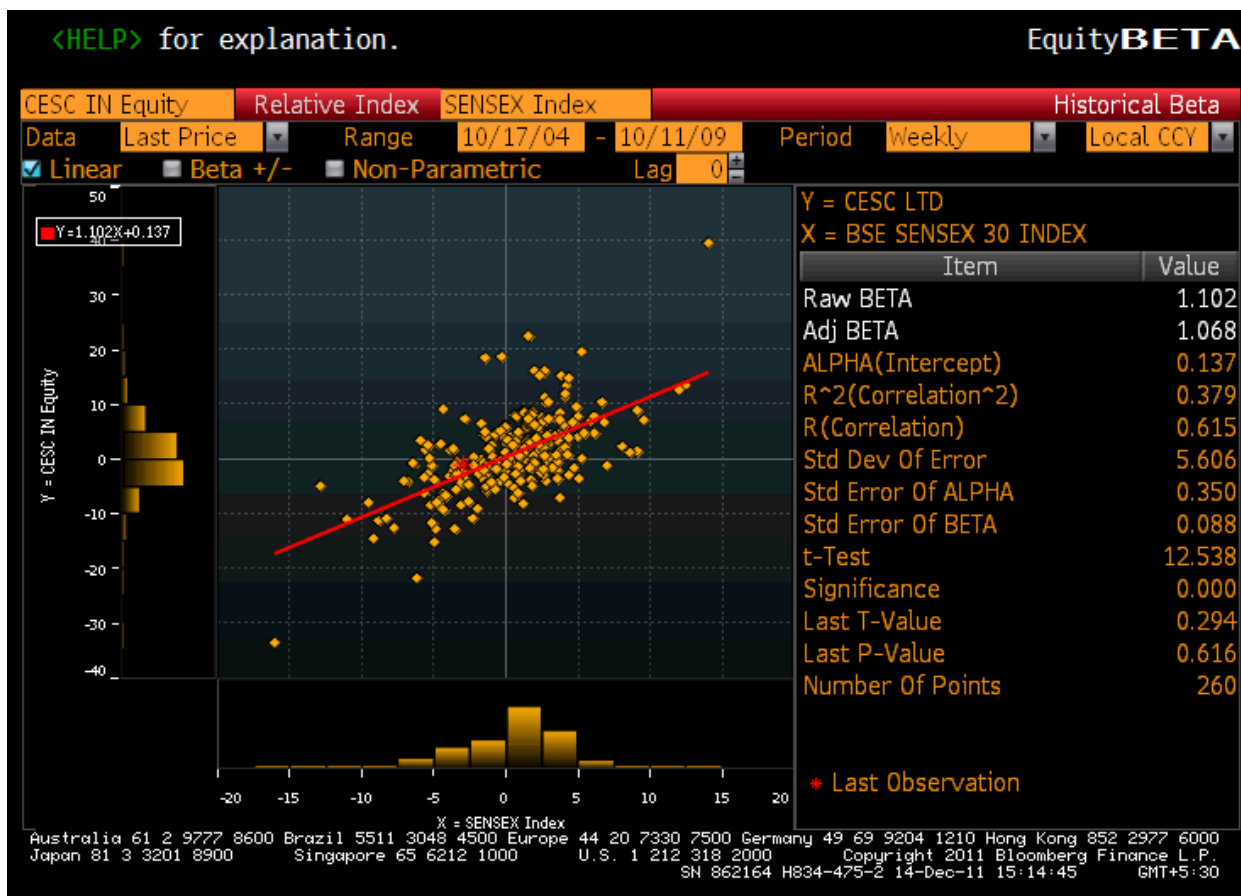 <HELP> for explanation. EquityBETA
CESC IN Equity Relative Index SENSEX Index Historical Beta
Data Last Price Range 10/17/04 - 10/11/09 Period Weekly Local CCY
Linear Beta +/- Non-Parametric Lag 0
Y = CESC LTD
X = BSE SENSEX 30 INDEX
Item Value
Raw BETA 1.102
Adj BETA 1.068
ALPHA(Intercept) 0.137
R^2(Correlation^2) 0.379
R(Correlation) 0.615
Std Dev Of Error 5.606
Std Error Of ALPHA 0.350
Std Error Of BETA 0.088
t-Test 12.538
Significance 0.000
Last T-Value 0.294
Last P-Value 0.616
Number Of Points 260
* Last Observation
Y=1.102X+0.137
50
40
30
20
10
0
-10
-20
-30
-40
Y = CESC IN Equity
-20 -15 -10 -5 0 5 10 15 20
X = SENSEX Index
Australia 61 2 9777 8600 Brazil 5511 3048 4500 Europe 44 20 7330 7500 Germany 49 69 9204 1210 Hong Kong 852 2977 6000
Japan 81 3 3201 8900 Singapore 65 6212 1000 U.S. 1 212 318 2000 Copyright 2011 Bloomberg Finance L.P.
SN 862164 H834-475-2 14-Dec-11 15:14:45 GMT+5:30